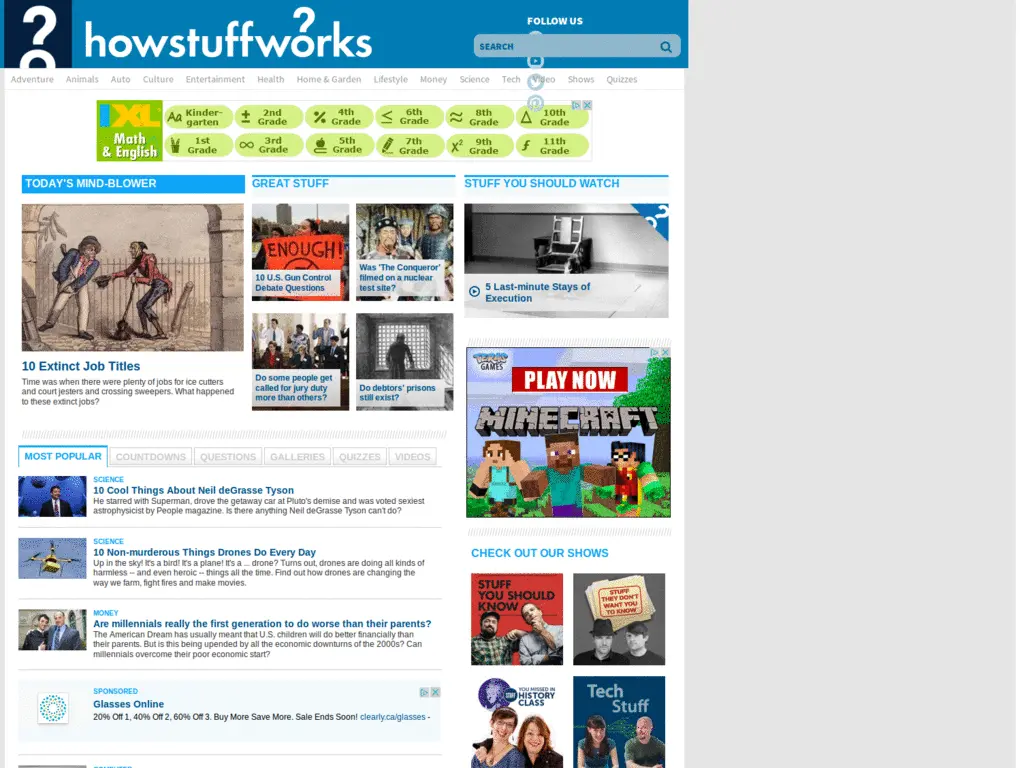 howstuffworks
FOLLOW US
SEARCH
Adventure Animals Auto Culture Entertainment Health Home & Garden Lifestyle Money Science Tech Video Shows Quizzes
IXL
Math
& English
Aa Kinder-
garten
± 2nd
Grade
% 4th
Grade
≤ 6th
Grade
≈ 8th
Grade
△ 10th
Grade
1st
Grade
∞ 3rd
Grade
5th
Grade
7th
Grade
x² 9th
Grade
ƒ 11th
Grade
TODAY'S MIND-BLOWER
10 Extinct Job Titles
Time was when there were plenty of jobs for ice cutters
and court jesters and crossing sweepers. What happened
to these extinct jobs?
GREAT STUFF
ENOUGH!
10 U.S. Gun Control
Debate Questions
Was 'The Conqueror'
filmed on a nuclear
test site?
Do some people get
called for jury duty
more than others?
Do debtors' prisons
still exist?
STUFF YOU SHOULD WATCH
5 Last-minute Stays of
Execution
GAMES
PLAY NOW
MINECRAFT
MOST POPULAR COUNTDOWNS QUESTIONS GALLERIES QUIZZES VIDEOS
SCIENCE
10 Cool Things About Neil deGrasse Tyson
He starred with Superman, drove the getaway car at Pluto's demise and was voted sexiest
astrophysicist by People magazine. Is there anything Neil deGrasse Tyson can't do?
SCIENCE
10 Non-murderous Things Drones Do Every Day
Up in the sky! It's a bird! It's a plane! It's a ... drone? Turns out, drones are doing all kinds of
harmless -- and even heroic -- things all the time. Find out how drones are changing the
way we farm, fight fires and make movies.
MONEY
Are millennials really the first generation to do worse than their parents?
The American Dream has usually meant that U.S. children will do better financially than
their parents. But is this being upended by all the economic downturns of the 2000s? Can
millennials overcome their poor economic start?
SPONSORED
Glasses Online
20% Off 1, 40% Off 2, 60% Off 3. Buy More Save More. Sale Ends Soon! clearly.ca/glasses -
CHECK OUT OUR SHOWS
STUFF
YOU SHOULD
KNOW
STUFF
THEY DON'T
WANT YOU
TO KNOW
STUFF
YOU MISSED IN
HISTORY
CLASS
Tech
Stuff